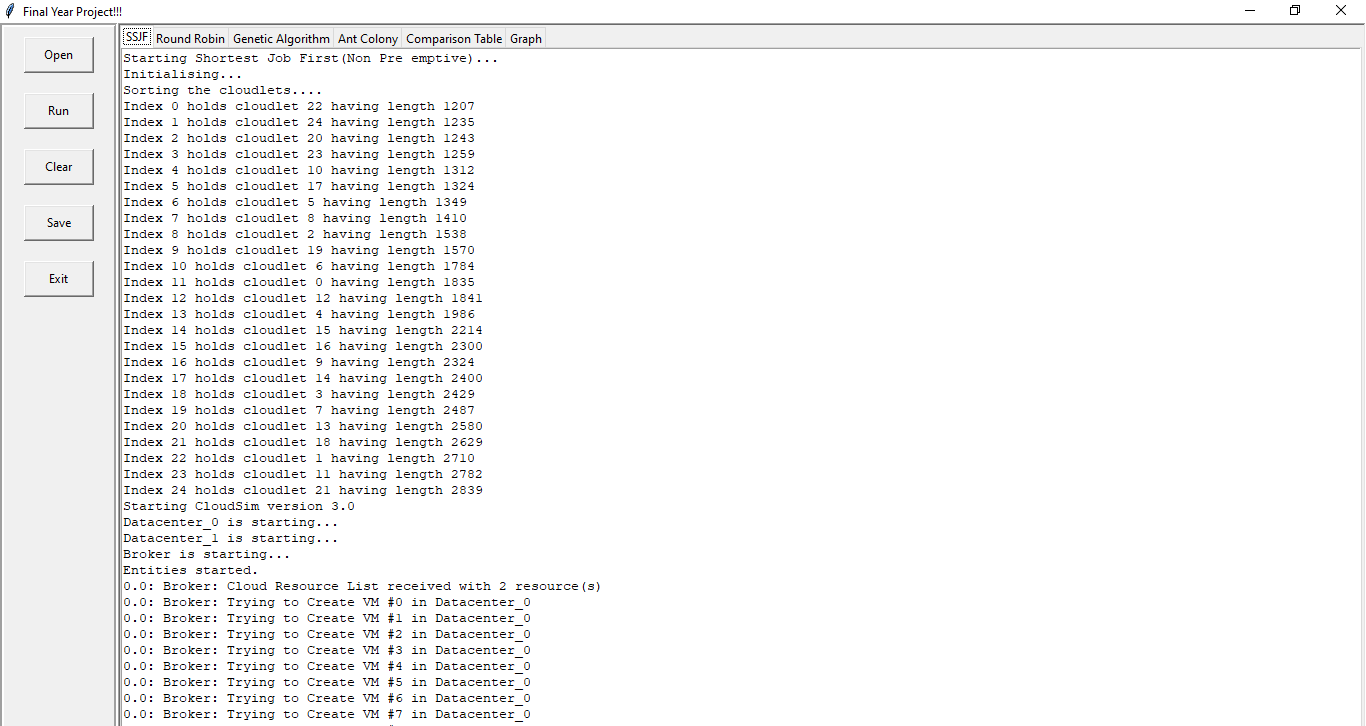 Final Year Project!!!
Open
Run
Clear
Save
Exit
SSJF Round Robin Genetic Algorithm Ant Colony Comparison Table Graph
Starting Shortest Job First(Non Pre emptive)...
Initialising...
Sorting the cloudlets....
Index 0 holds cloudlet 22 having length 1207
Index 1 holds cloudlet 24 having length 1235
Index 2 holds cloudlet 20 having length 1243
Index 3 holds cloudlet 23 having length 1259
Index 4 holds cloudlet 10 having length 1312
Index 5 holds cloudlet 17 having length 1324
Index 6 holds cloudlet 5 having length 1349
Index 7 holds cloudlet 8 having length 1410
Index 8 holds cloudlet 2 having length 1538
Index 9 holds cloudlet 19 having length 1570
Index 10 holds cloudlet 6 having length 1784
Index 11 holds cloudlet 0 having length 1835
Index 12 holds cloudlet 12 having length 1841
Index 13 holds cloudlet 4 having length 1986
Index 14 holds cloudlet 15 having length 2214
Index 15 holds cloudlet 16 having length 2300
Index 16 holds cloudlet 9 having length 2324
Index 17 holds cloudlet 14 having length 2400
Index 18 holds cloudlet 3 having length 2429
Index 19 holds cloudlet 7 having length 2487
Index 20 holds cloudlet 13 having length 2580
Index 21 holds cloudlet 18 having length 2629
Index 22 holds cloudlet 1 having length 2710
Index 23 holds cloudlet 11 having length 2782
Index 24 holds cloudlet 21 having length 2839
Starting CloudSim version 3.0
Datacenter_0 is starting...
Datacenter_1 is starting...
Broker is starting...
Entities started.
0.0: Broker: Cloud Resource List received with 2 resource(s)
0.0: Broker: Trying to Create VM #0 in Datacenter_0
0.0: Broker: Trying to Create VM #1 in Datacenter_0
0.0: Broker: Trying to Create VM #2 in Datacenter_0
0.0: Broker: Trying to Create VM #3 in Datacenter_0
0.0: Broker: Trying to Create VM #4 in Datacenter_0
0.0: Broker: Trying to Create VM #5 in Datacenter_0
0.0: Broker: Trying to Create VM #6 in Datacenter_0
0.0: Broker: Trying to Create VM #7 in Datacenter_0